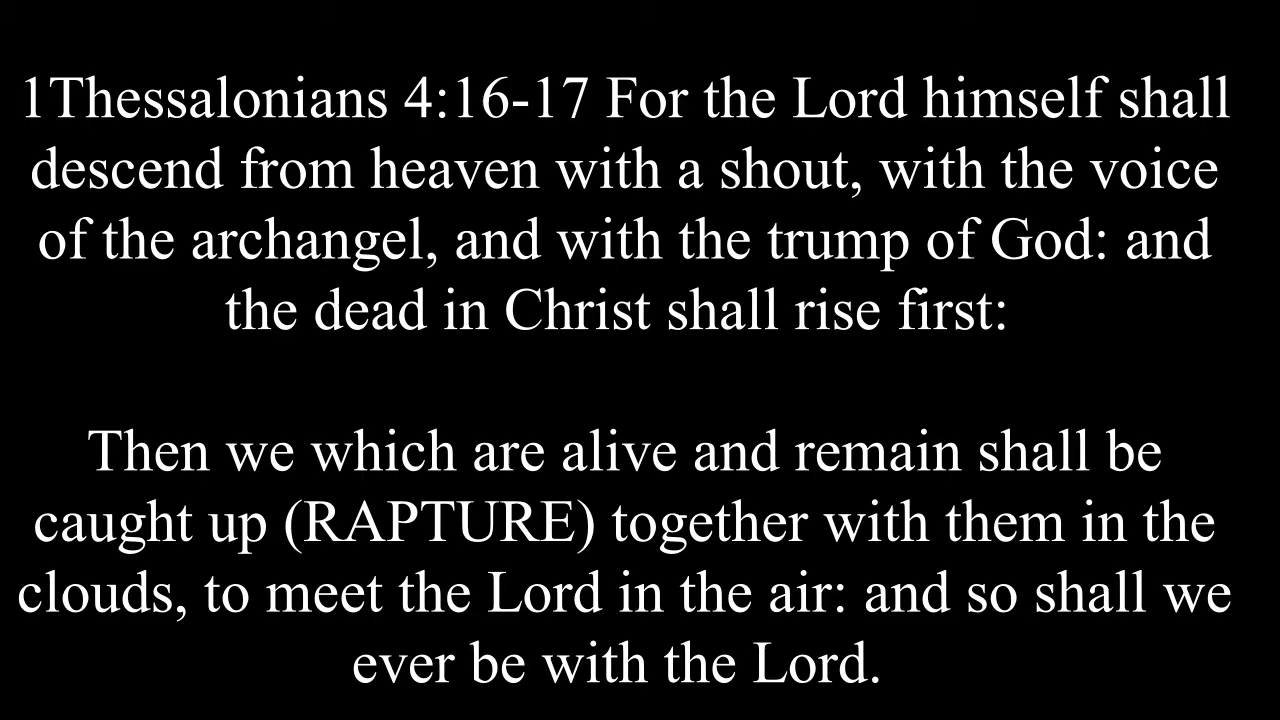 1Thessalonians 4:16-17 For the Lord himself shall
descend from heaven with a shout, with the voice
of the archangel, and with the trump of God: and
the dead in Christ shall rise first:
Then we which are alive and remain shall be
caught up (RAPTURE) together with them in the
clouds, to meet the Lord in the air: and so shall we
ever be with the Lord.